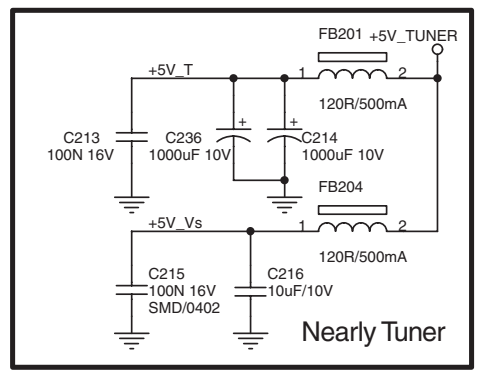 FB201 +5V_TUNER
+5V_T 1 2
120R/500mA
C213
100N 16V
C236
1000uF 10V
+
C214
1000uF 10V
+
FB204
+5V_Vs 1 2
120R/500mA
C215
100N 16V
SMD/0402
C216
10uF/10V
Nearly Tuner